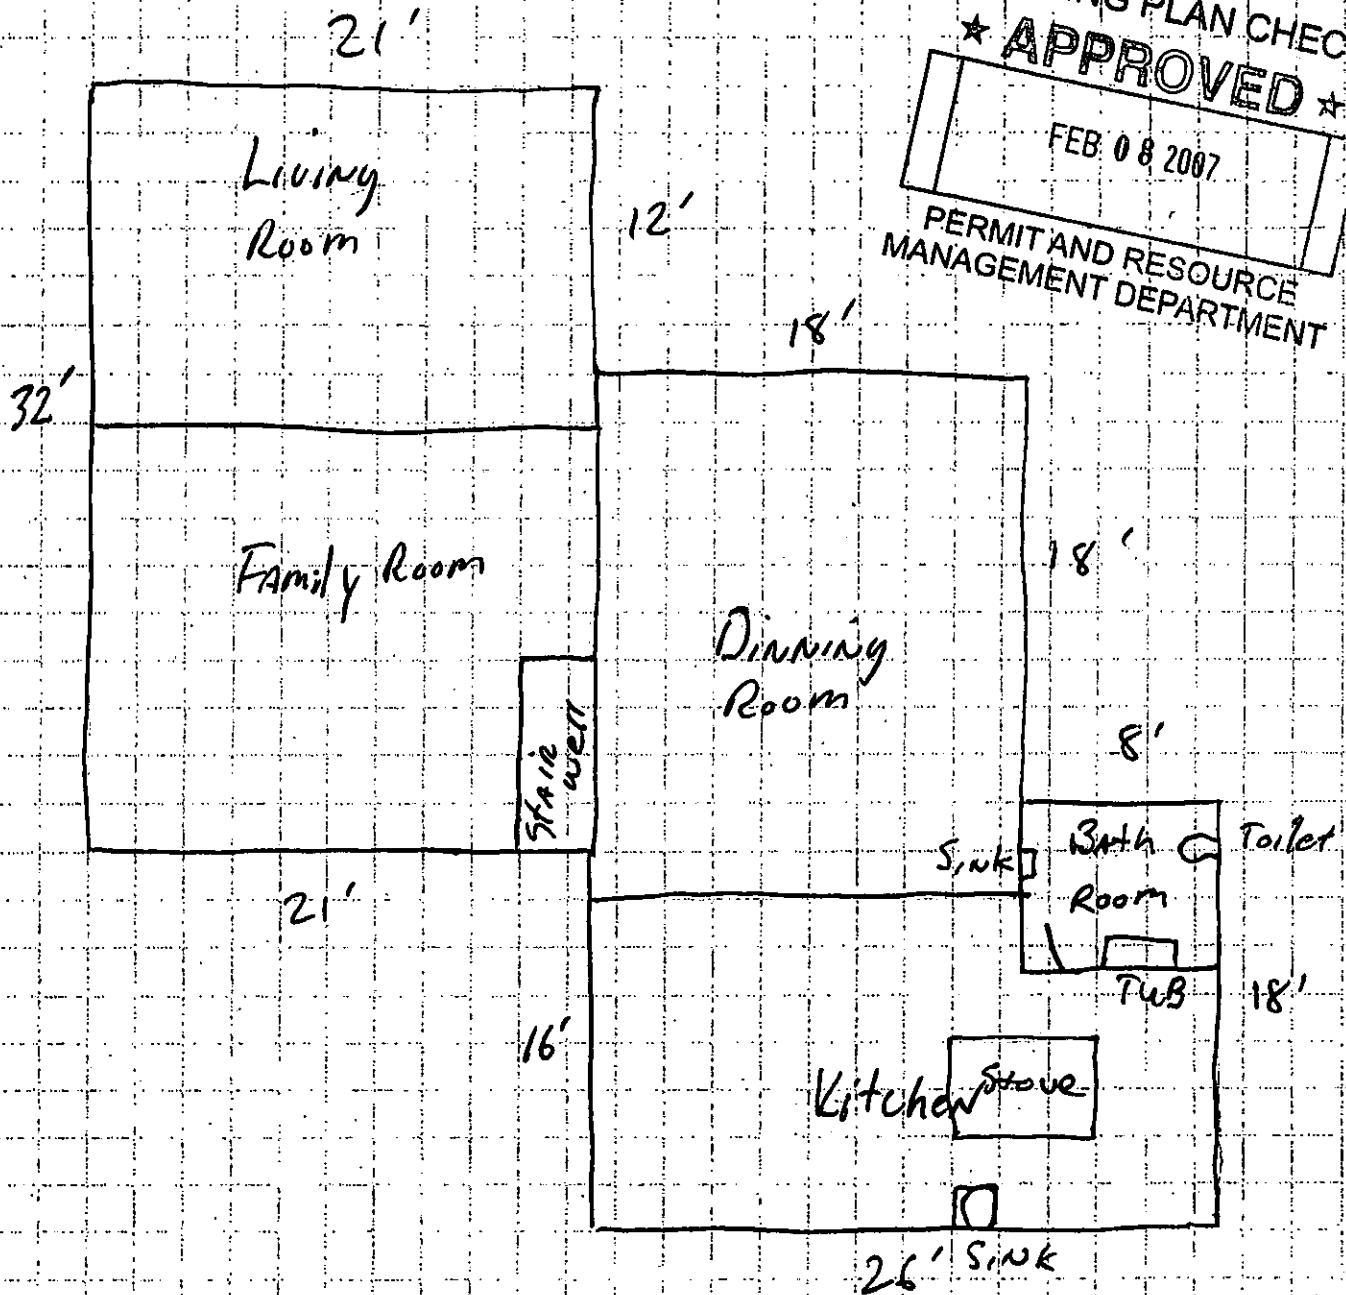 21'
NG PLAN CHEC
★ APPROVED ★
FEB 08 2007
PERMIT AND RESOURCE
MANAGEMENT DEPARTMENT
Living
Room
12'
18'
32'
Family Room
18'
Dinning
Room
Stair
well
8'
Sink
Bath
Room
Toilet
21'
Tub
18'
16'
Kitchen
Stove
26'
Sink